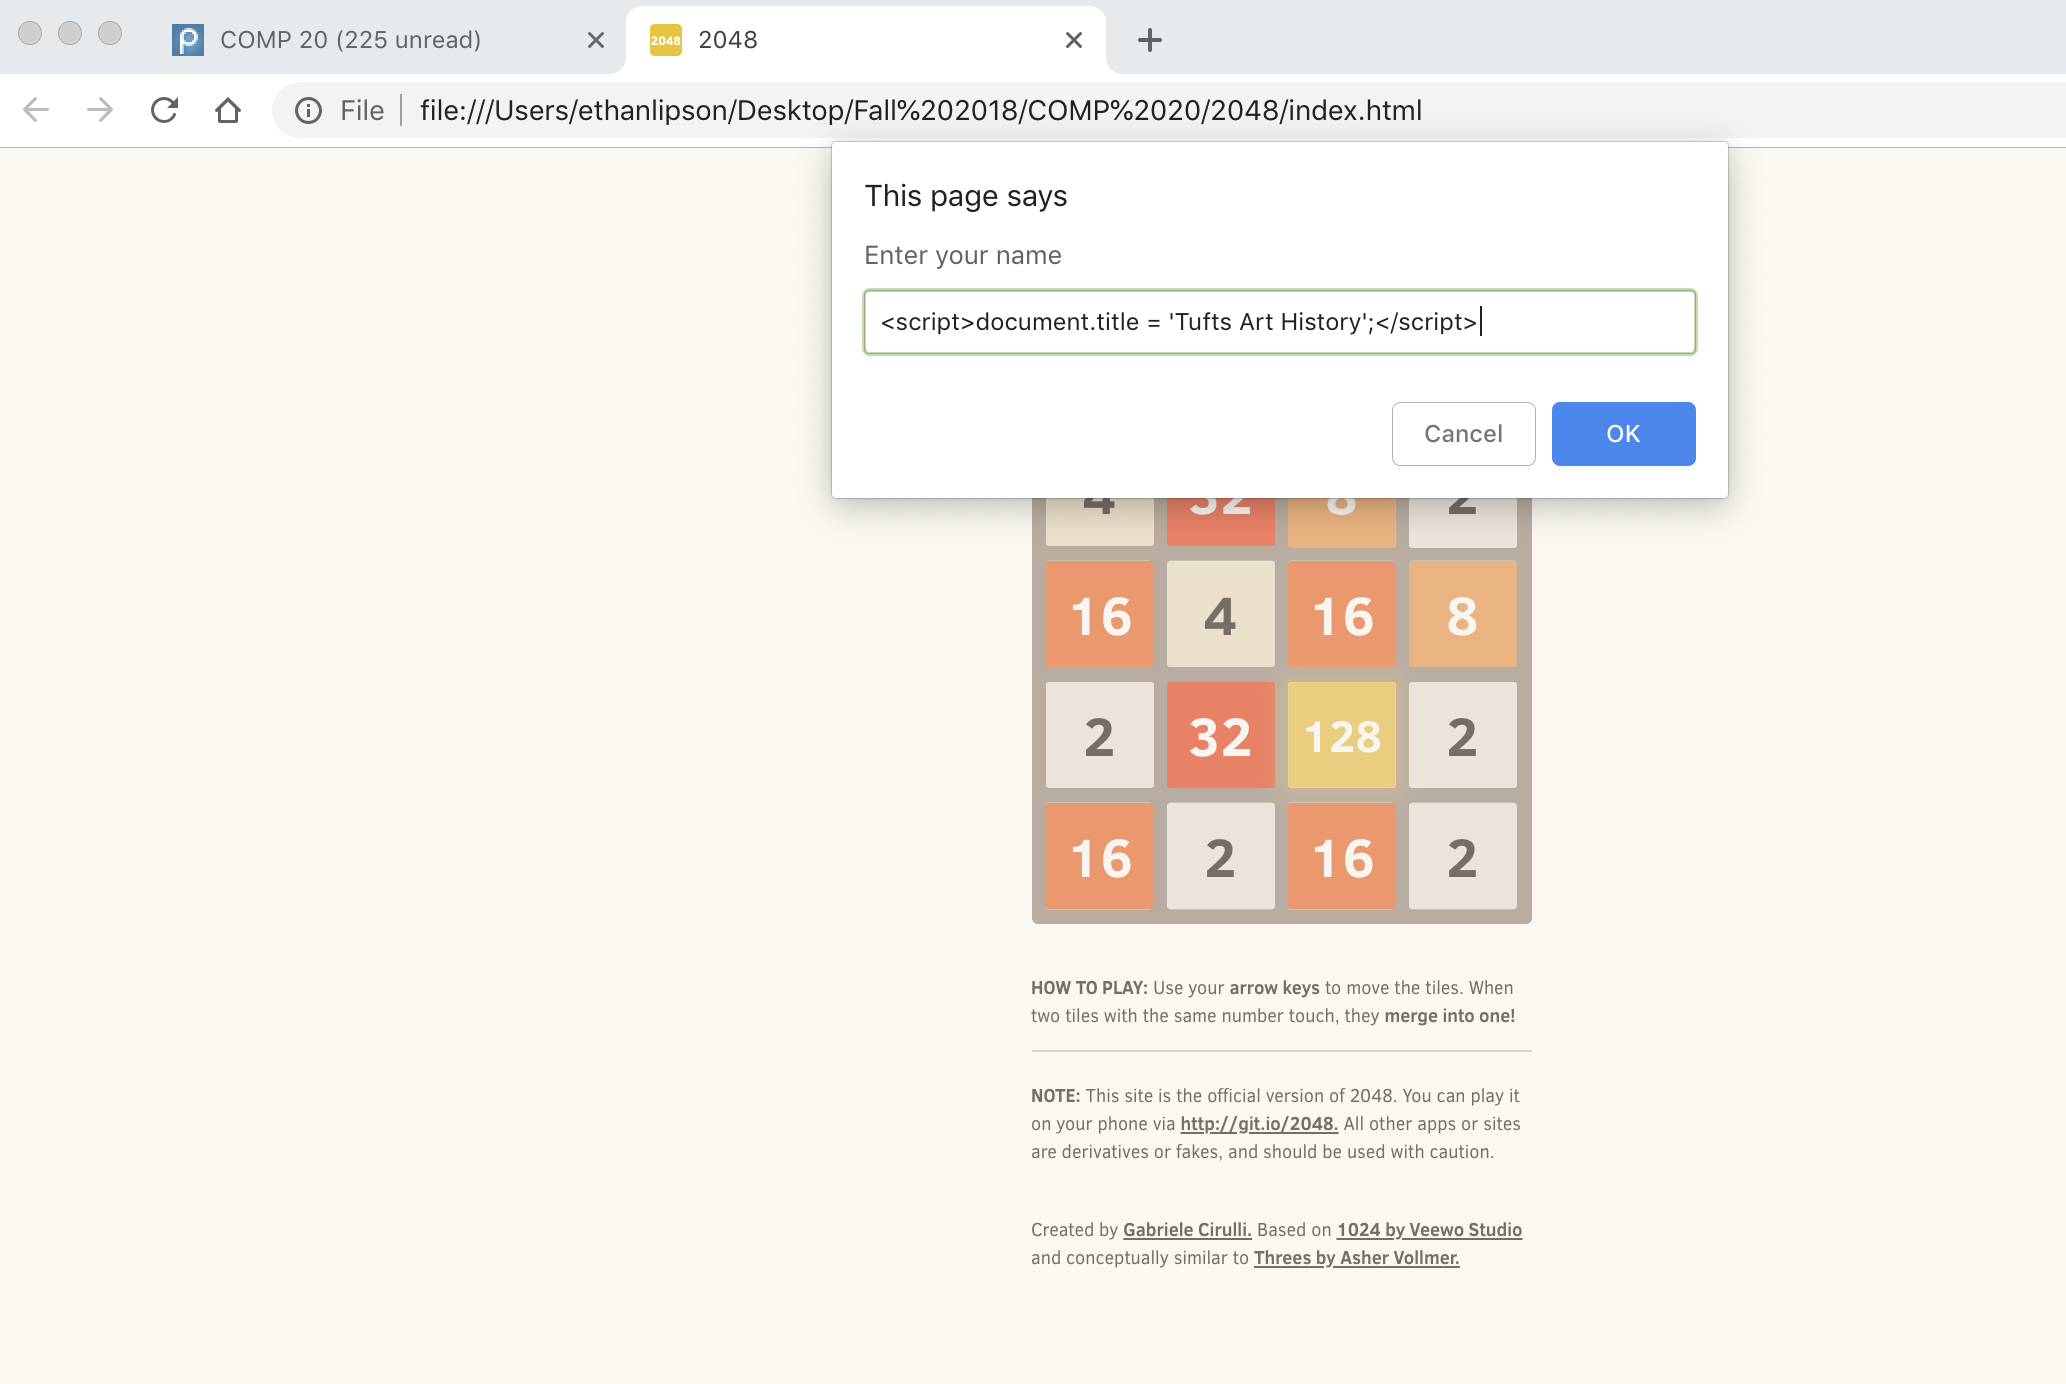 COMP 20 (225 unread)
2048 2048
File file:///Users/ethanlipson/Desktop/Fall%202018/COMP%2020/2048/index.html
This page says
Enter your name
<script>document.title = 'Tufts Art History';</script>
Cancel OK
4 32 8 2
16 4 16 8
2 32 128 2
16 2 16 2
HOW TO PLAY: Use your arrow keys to move the tiles. When
two tiles with the same number touch, they merge into one!
NOTE: This site is the official version of 2048. You can play it
on your phone via http://git.io/2048. All other apps or sites
are derivatives or fakes, and should be used with caution.
Created by Gabriele Cirulli. Based on 1024 by Veewo Studio
and conceptually similar to Threes by Asher Vollmer.